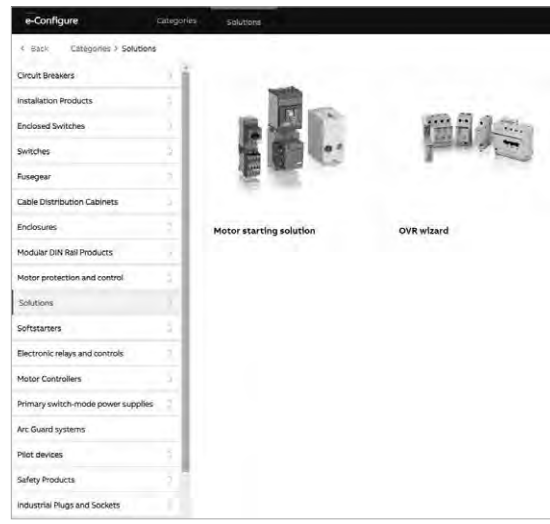 e-Configure
Categories
Solutions
< Back
Categories > Solutions
Circuit Breakers
Installation Products
Enclosed Switches
Switches
Fusegear
Cable Distribution Cabinets
Enclosures
Modular DIN Rail Products
Motor protection and control
Solutions
Softstarters
Electronic relays and controls
Motor Controllers
Primary switch-mode power supplies
Arc Guard systems
Pilot devices
Safety Products
Industrial Plugs and Sockets
Motor starting solution
OVR wizard